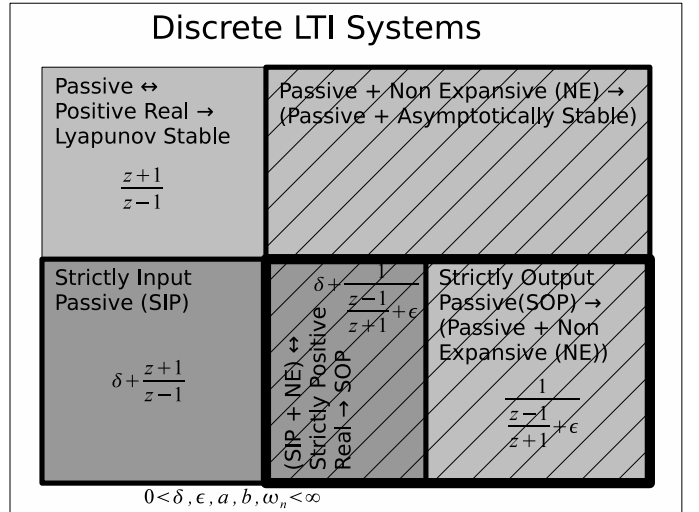 Discrete LTI Systems
Passive ↔
Positive Real →
Lyapunov Stable
z+1
z−1
Passive + Non Expansive (NE) →
(Passive + Asymptotically Stable)
Strictly Input
Passive (SIP)
δ+
z+1
z−1
(SIP + NE) ↔
Strictly Positive
Real → SOP
δ+
1
z−1
z+1
+ϵ
Strictly Output
Passive(SOP) →
(Passive + Non
Expansive (NE))
1
z−1
z+1
+ϵ
0<δ,ϵ,a,b,ωₙ<∞